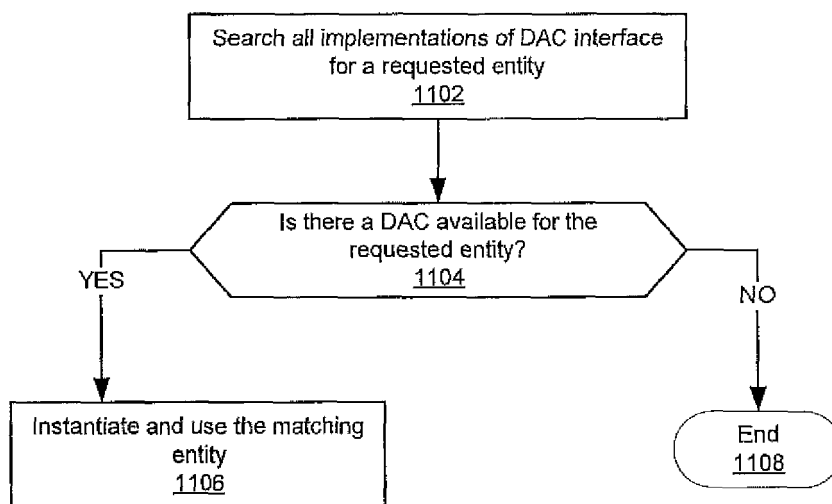 Search all implementations of DAC interface
for a requested entity
1102
Is there a DAC available for the
requested entity?
1104
YES
NO
Instantiate and use the matching
entity
1106
End
1108